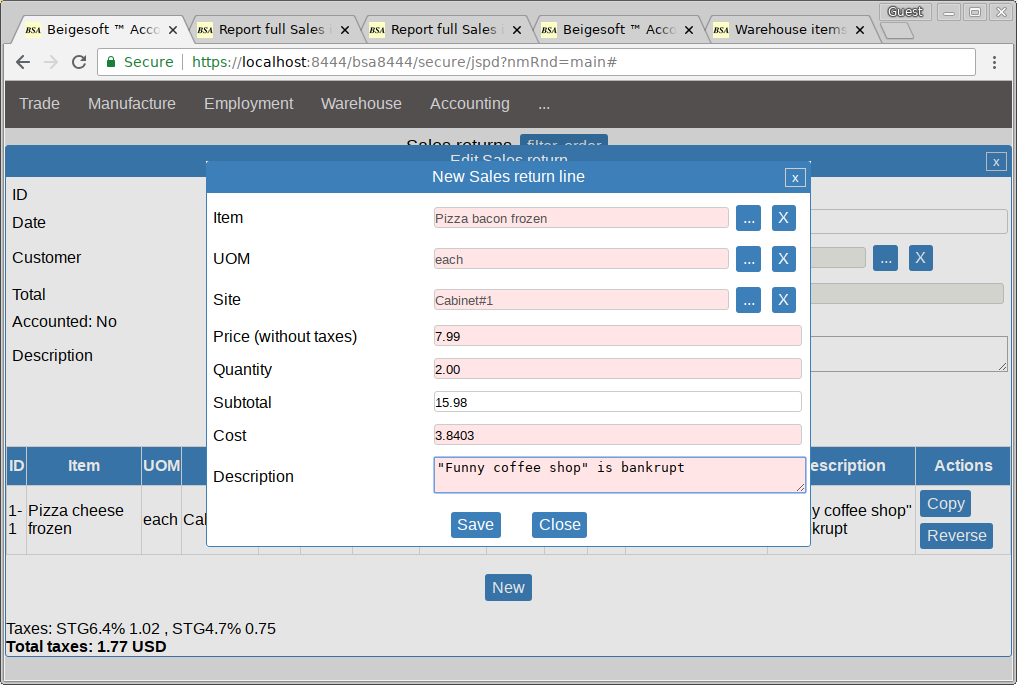 Guest
BSA Beigesoft ™ Acco
BSA Report full Sales
BSA Report full Sales
BSA Beigesoft ™ Acco
BSA Warehouse items
Secure https://localhost:8444/bsa8444/secure/jspd?nmRnd=main#
Trade Manufacture Employment Warehouse Accounting ...
Sales returns filter-order
Edit Sales return x
New Sales return line x
ID
Date
Customer ... X
Total
Accounted: No
Description
Item Pizza bacon frozen ... X
UOM each ... X
Site Cabinet#1 ... X
Price (without taxes) 7.99
Quantity 2.00
Subtotal 15.98
Cost 3.8403
Description "Funny coffee shop" is bankrupt
Save Close
ID Item UOM escription Actions
1-1 Pizza cheese frozen each Cal y coffee shop" krupt Copy Reverse
New
Taxes: STG6.4% 1.02 , STG4.7% 0.75
Total taxes: 1.77 USD